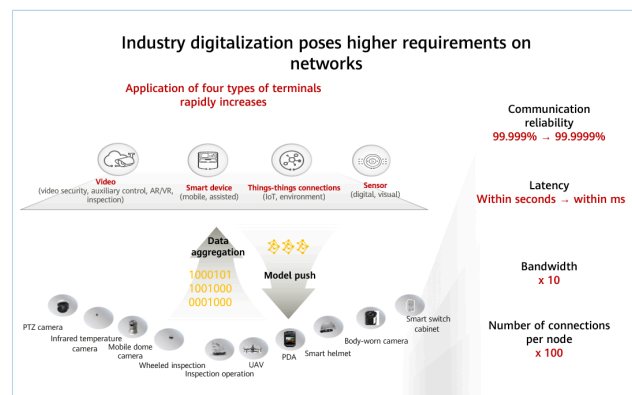 Industry digitalization poses higher requirements on
networks
Application of four types of terminals
rapidly increases
Video
(video security, auxiliary control, AR/VR,
inspection)
Smart device
(mobile, assisted)
Things-things connections
(IoT, environment)
Sensor
(digital, visual)
Data
aggregation
1000101
1001000
0001000
Model push
PTZ camera
Infrared temperature
camera
Mobile dome
camera
Wheeled inspection
Inspection operation
UAV
PDA
Smart helmet
Body-worn camera
Smart switch
cabinet
Communication
reliability
99.999% → 99.9999%
Latency
Within seconds → within ms
Bandwidth
x 10
Number of connections
per node
x 100